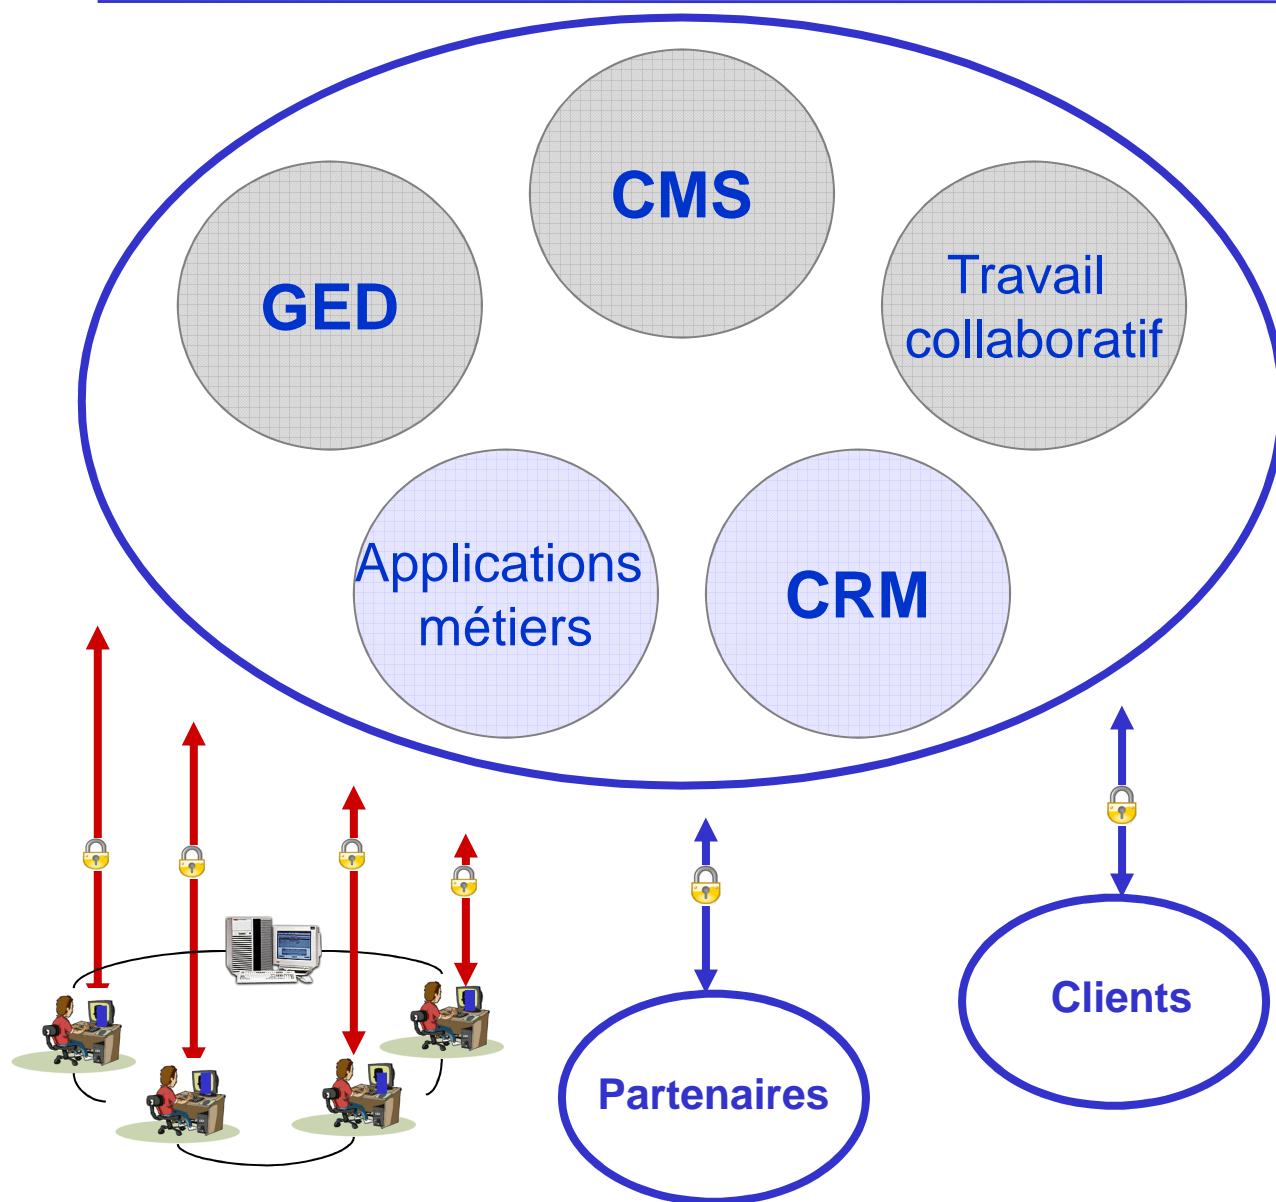 CMS
GED
Travail
collaboratif
Applications
métiers
CRM
Clients
Partenaires